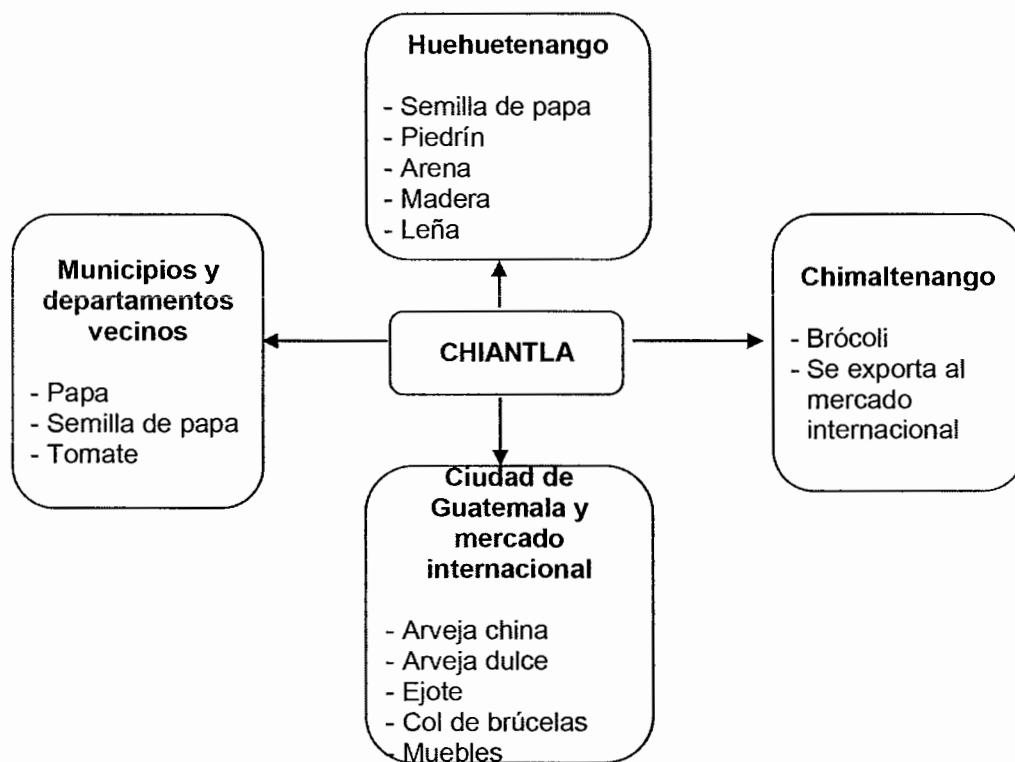 Huehuetenango
- Semilla de papa
- Piedrín
- Arena
- Madera
- Leña
Municipios y
departamentos
vecinos
- Papa
- Semilla de papa
- Tomate
CHIANTLA
Chimaltenango
- Brócoli
- Se exporta al
mercado
internacional
Ciudad de
Guatemala y
mercado
internacional
- Arveja china
- Arveja dulce
- Ejote
- Col de brúcelas
- Muebles